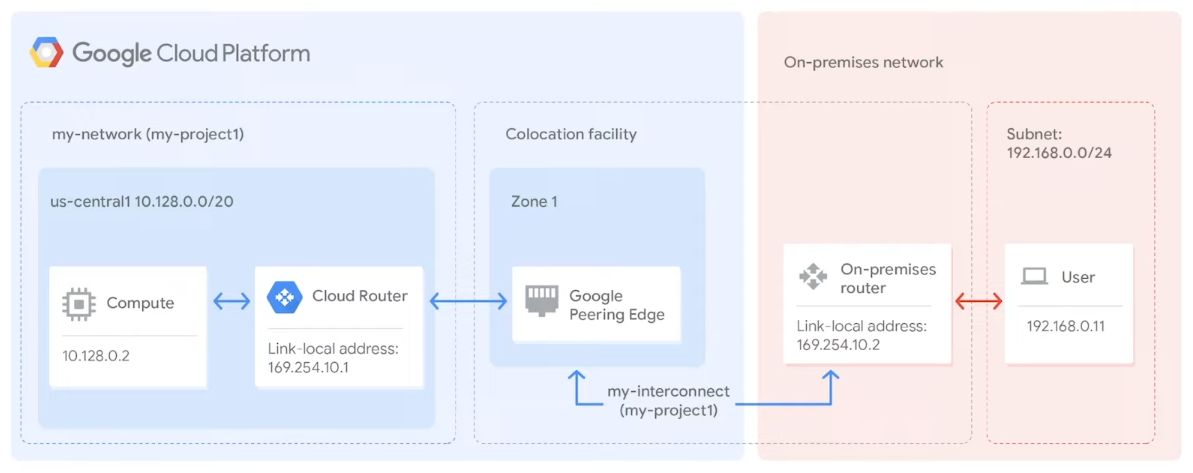 Google Cloud Platform
On-premises network
my-network (my-project1)
Colocation facility
Subnet:
192.168.0.0/24
us-central1 10.128.0.0/20
Zone 1
Compute
10.128.0.2
Cloud Router
Link-local address:
169.254.10.1
Google
Peering Edge
On-premises
router
Link-local address:
169.254.10.2
User
192.168.0.11
my-interconnect
(my-project1)